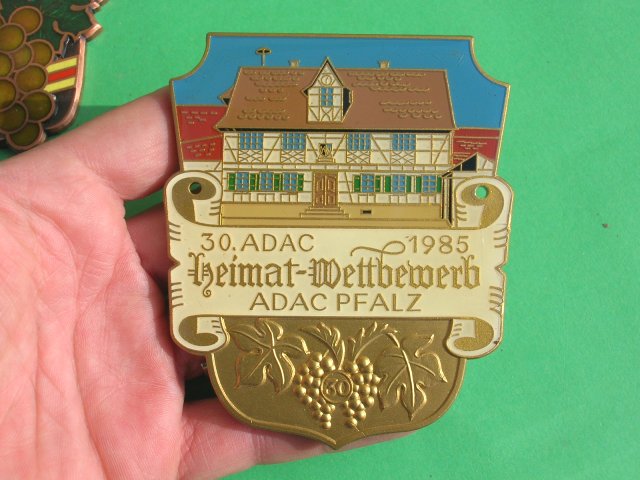 30. ADAC 1985
Heimat-Wettbewerb
ADAC PFALZ
30